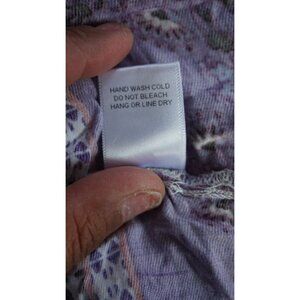 HAND WASH COLD
DO NOT BLEACH
HANG OR LINE DRY